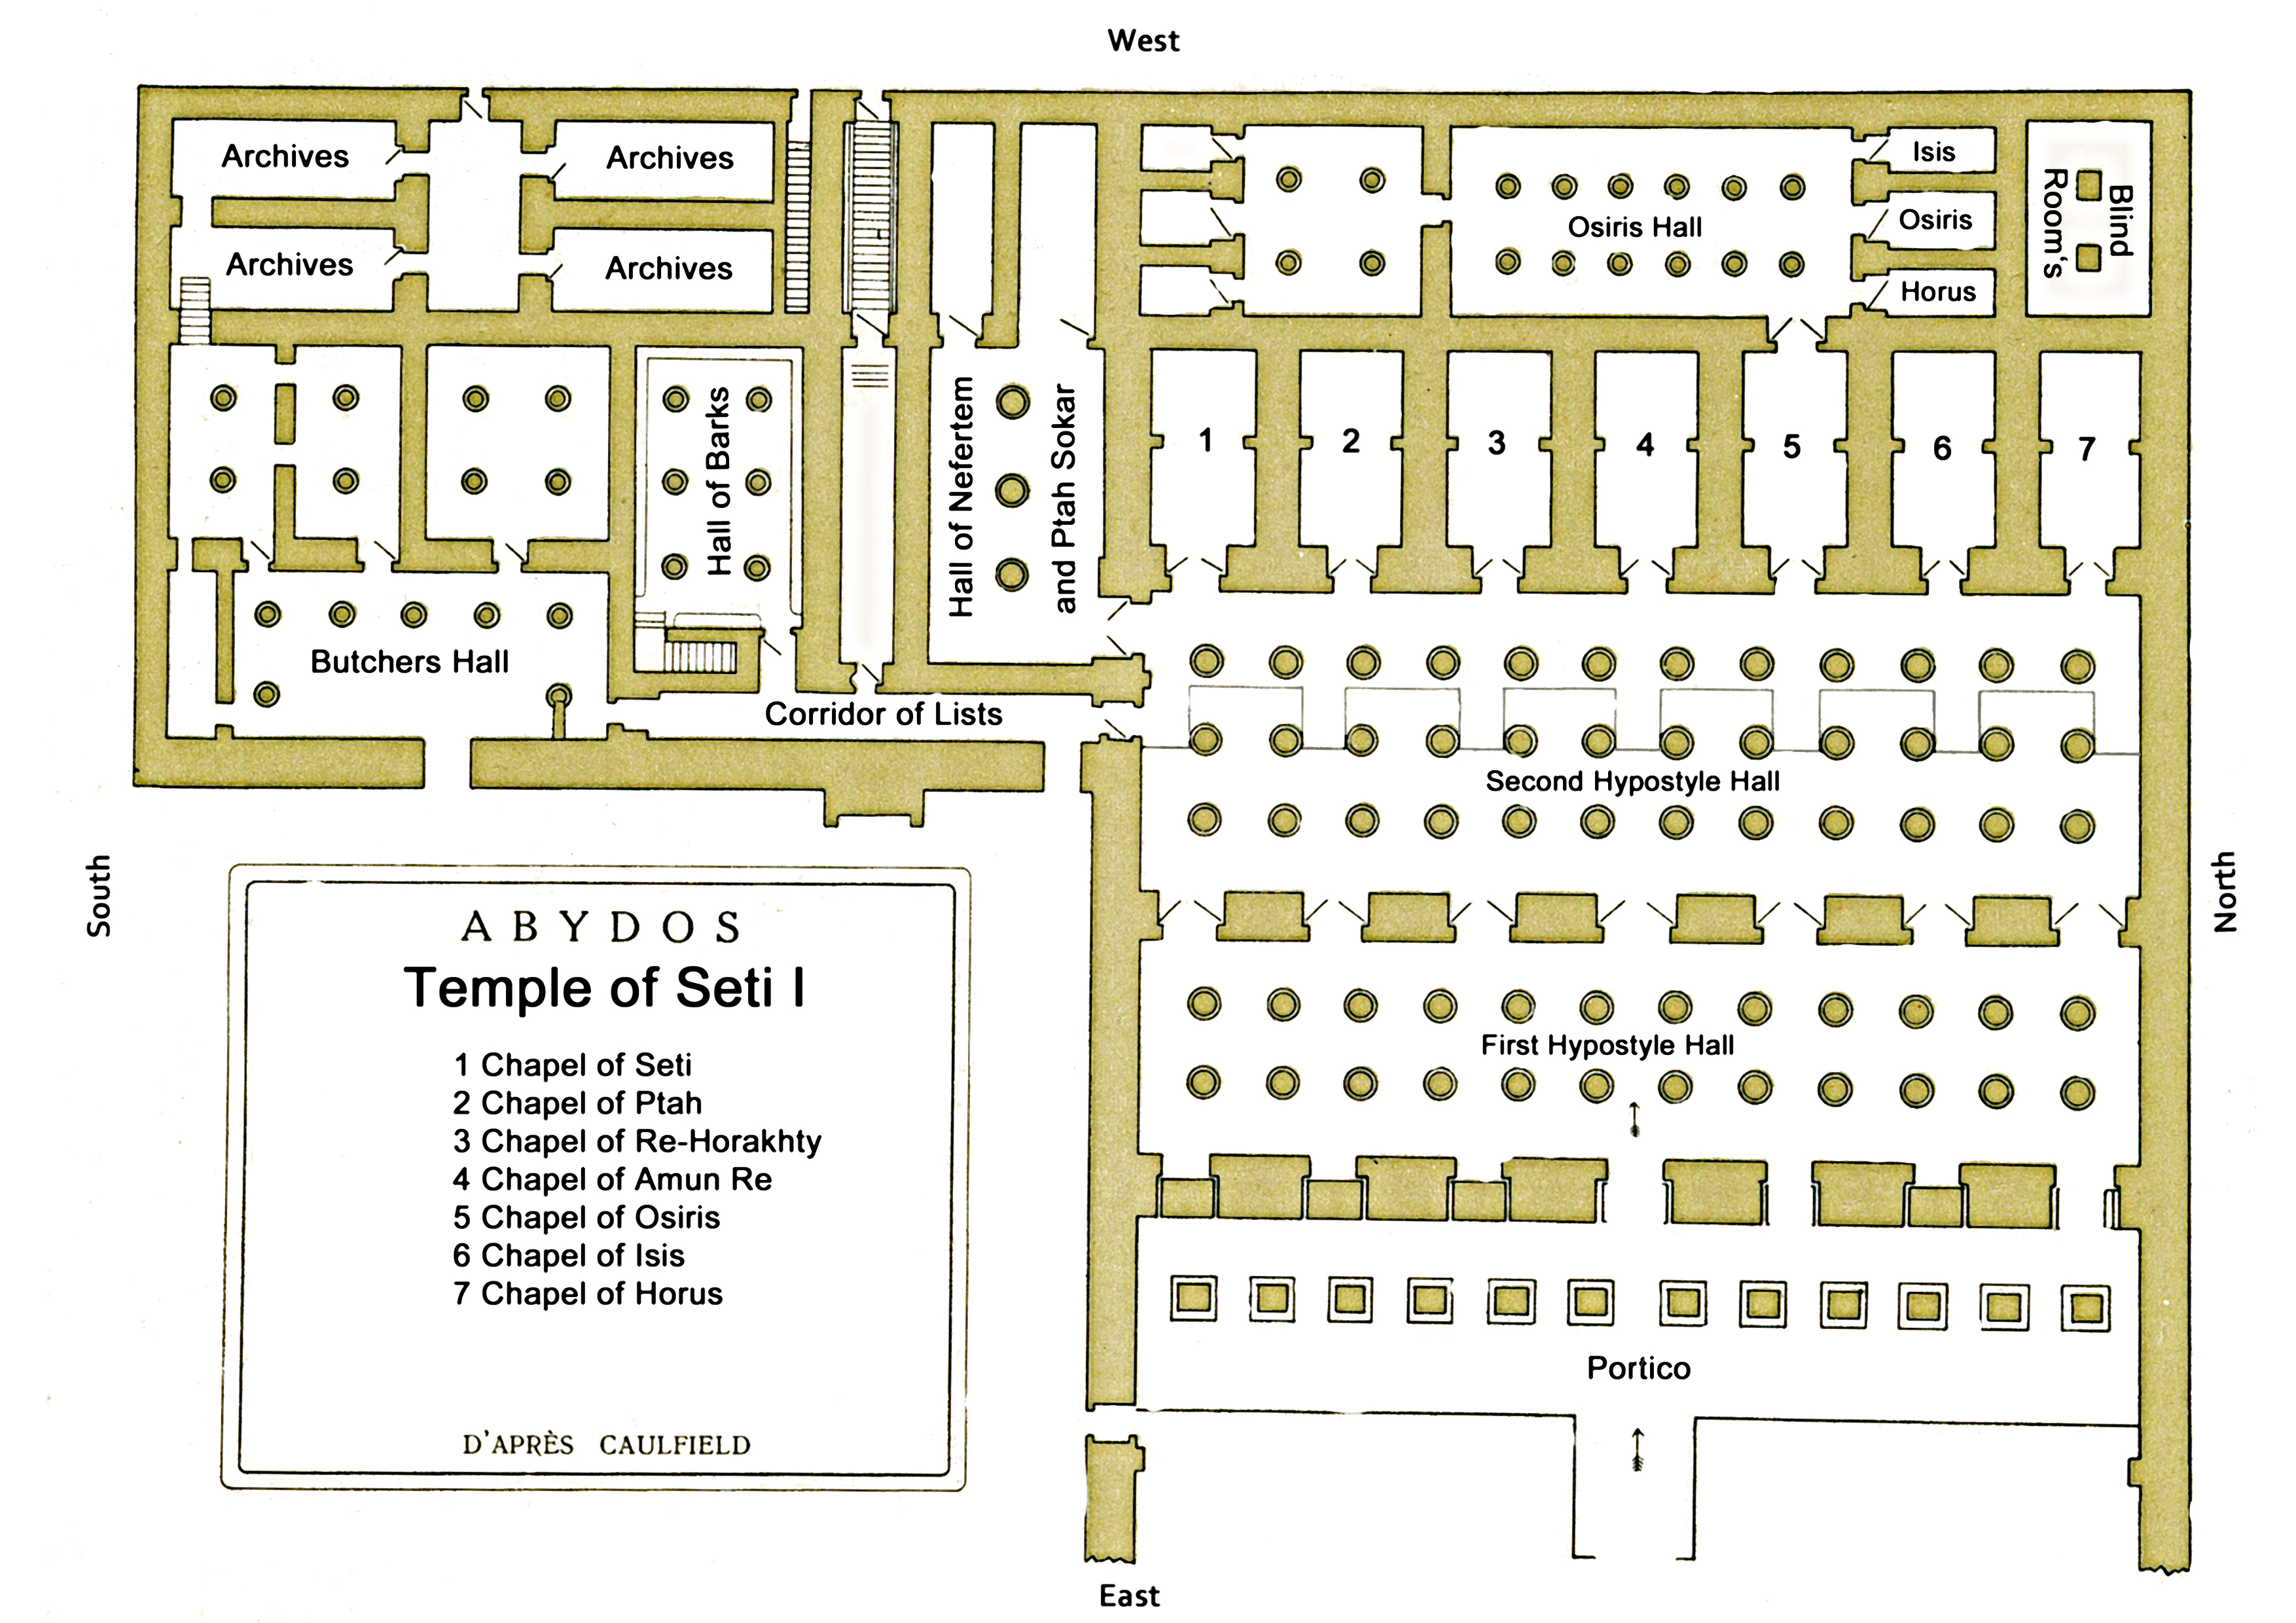 West
Archives
Archives
Archives
Archives
Isis
Osiris
Horus
Blind
Room's
Osiris Hall
Hall of Barks
Hall of Nefertem
and Ptah Sokar
1
2
3
4
5
6
7
Butchers Hall
Corridor of Lists
Second Hypostyle Hall
South
North
First Hypostyle Hall
Portico
ABYDOS
Temple of Seti I
1 Chapel of Seti
2 Chapel of Ptah
3 Chapel of Re-Horakhty
4 Chapel of Amun Re
5 Chapel of Osiris
6 Chapel of Isis
7 Chapel of Horus
D'APRÈS CAULFIELD
East